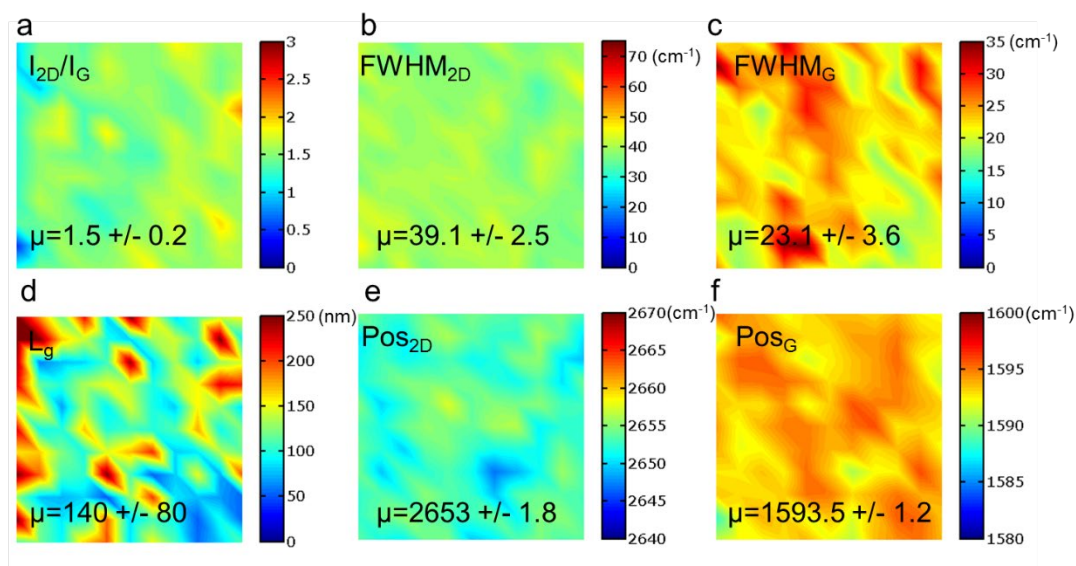 a
I2D/IG
μ=1.5 +/- 0.2
3
2.5
2
1.5
1
0.5
0
b
FWHM2D
μ=39.1 +/- 2.5
(cm-1)
70
60
50
40
30
20
10
0
c
FWHMG
μ=23.1 +/- 3.6
35
(cm-1)
30
25
20
15
10
5
0
d
Lg
μ=140 +/- 80
250
(nm)
200
150
100
50
0
e
Pos2D
μ=2653 +/- 1.8
2670
(cm-1)
2665
2660
2655
2650
2645
2640
f
PosG
μ=1593.5 +/- 1.2
1600
(cm-1)
1595
1590
1585
1580